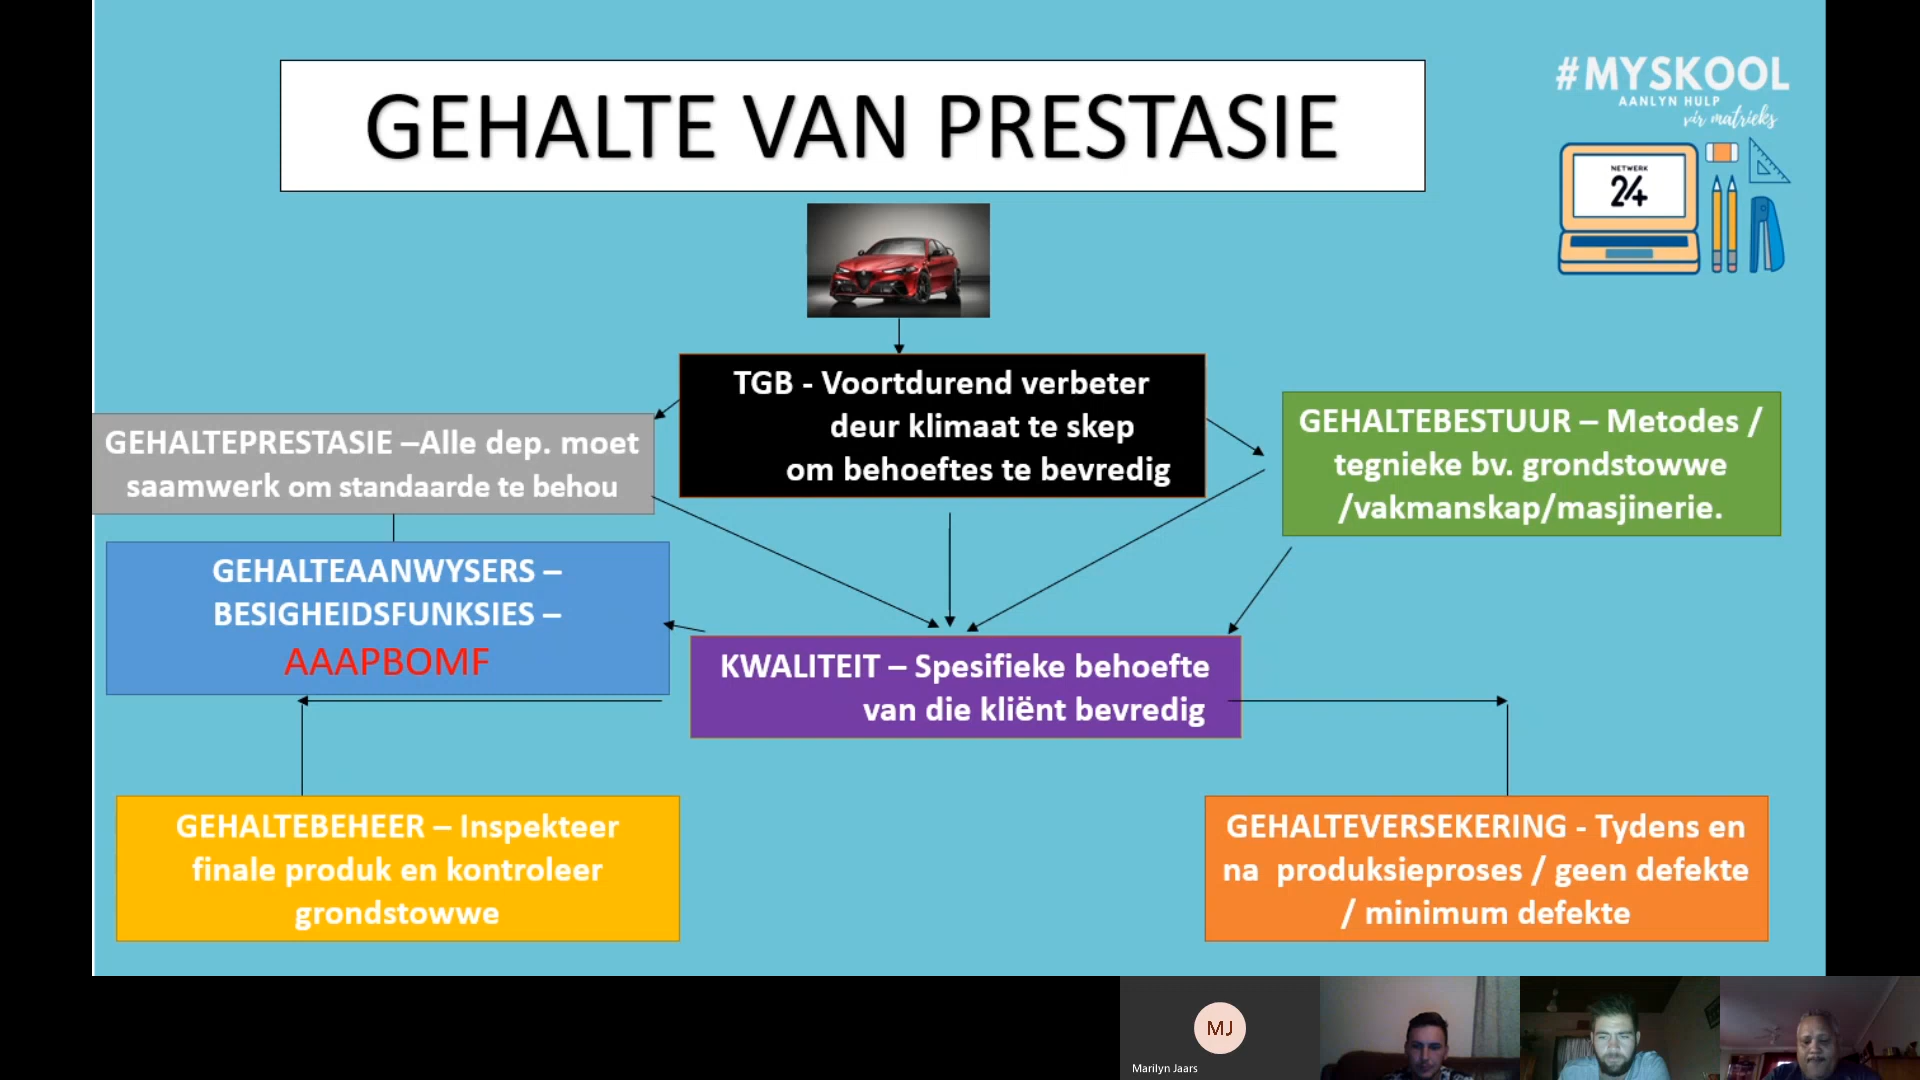 GEHALTE VAN PRESTASIE
#MYSKOOL
AANLYN HULP
vir matrieks
NETWERK
24
TGB - Voortdurend verbeter
deur klimaat te skep
om behoeftes te bevredig
GEHALTEPRESTASIE –Alle dep. moet
saamwerk om standaarde te behou
GEHALTEBESTUUR – Metodes /
tegnieke bv. grondstowwe
/vakmanskap/masjinerie.
GEHALTEAANWYSERS –
BESIGHEIDSFUNKSIES –
AAAPBOMF
KWALITEIT – Spesifieke behoefte
van die kliënt bevredig
GEHALTEBEHEER – Inspekteer
finale produk en kontroleer
grondstowwe
GEHALTEVERSEKERING - Tydens en
na produksieproses / geen defekte
/ minimum defekte
MJ
Marilyn Jaars